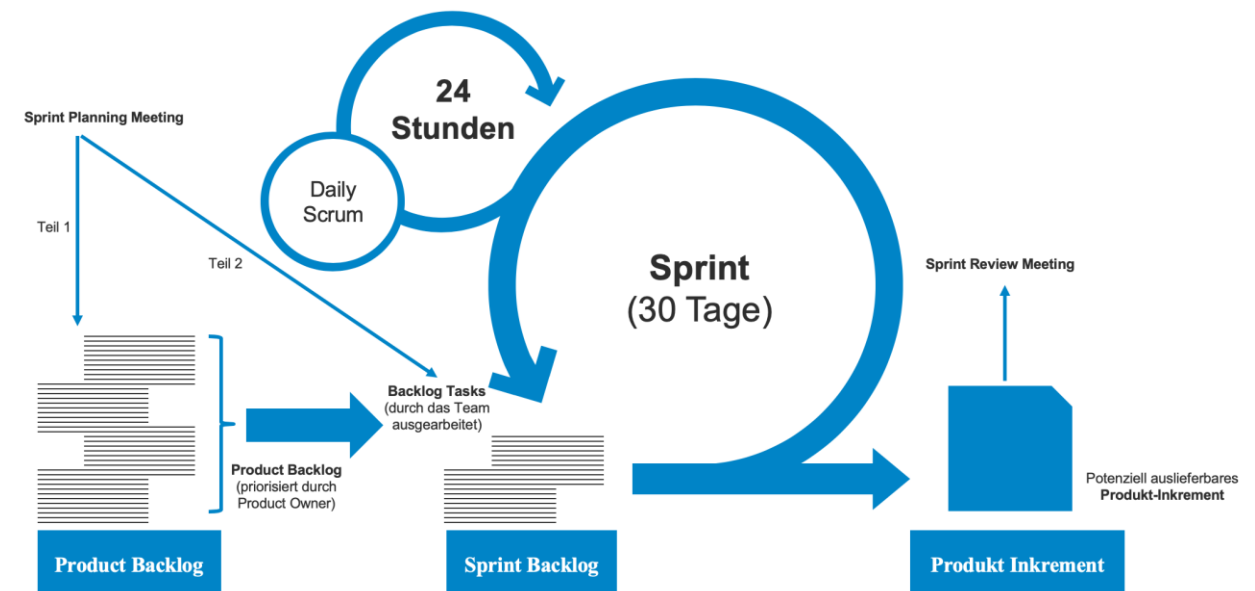 24
Stunden
Sprint Planning Meeting
Daily
Scrum
Teil 1
Teil 2
Sprint
(30 Tage)
Sprint Review Meeting
Backlog Tasks
(durch das Team
ausgearbeitet)
Product Backlog
(priorisiert durch
Product Owner)
Potenziell auslieferbares
Produkt-Inkrement
Product Backlog
Sprint Backlog
Produkt Inkrement